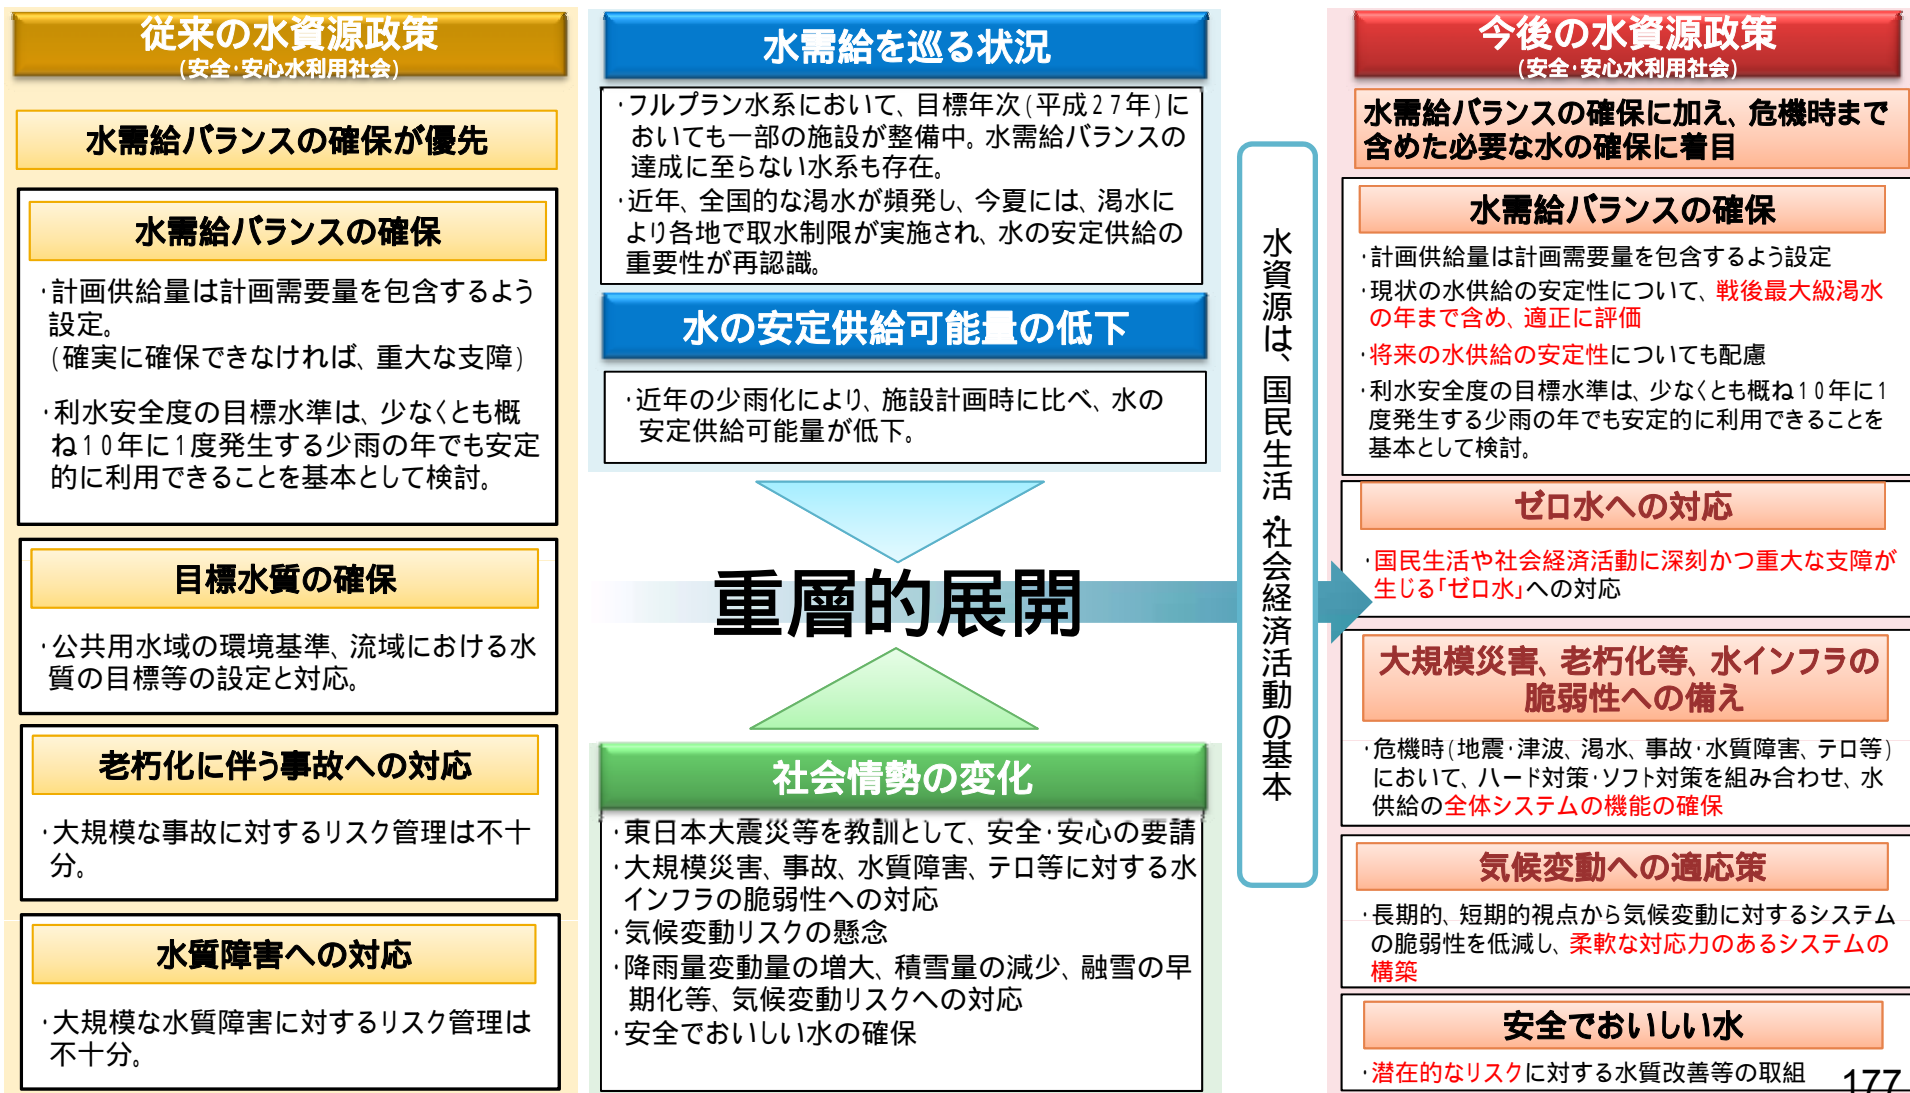 従来の水資源政策
(安全･安心水利用社会)
水需給バランスの確保が優先
水需給バランスの確保
･計画供給量は計画需要量を包含するよう
設定。
(確実に確保できなければ、重大な支障)
･利水安全度の目標水準は、少なくとも概
ね10年に1度発生する少雨の年でも安定
的に利用できることを基本として検討。
目標水質の確保
･公共用水域の環境基準、流域における水
質の目標等の設定と対応。
老朽化に伴う事故への対応
･大規模な事故に対するリスク管理は不十
分。
水質障害への対応
･大規模な水質障害に対するリスク管理は
不十分。
水需給を巡る状況
･フルプラン水系において、目標年次(平成27年)に
おいても一部の施設が整備中。水需給バランスの
達成に至らない水系も存在。
･近年、全国的な渇水が頻発し、今夏には、渇水に
より各地で取水制限が実施され、水の安定供給の
重要性が再認識。
水の安定供給可能量の低下
･近年の少雨化により、施設計画時に比べ、水の
安定供給可能量が低下。
重層的展開
社会情勢の変化
･東日本大震災等を教訓として、安全･安心の要請
･大規模災害、事故、水質障害、テロ等に対する水
インフラの脆弱性への対応
･気候変動リスクの懸念
･降雨量変動量の増大、積雪量の減少、融雪の早
期化等、気候変動リスクへの対応
･安全でおいしい水の確保
水資源は、国民生活･社会経済活動の基本
今後の水資源政策
(安全･安心水利用社会)
水需給バランスの確保に加え、危機時まで
含めた必要な水の確保に着目
水需給バランスの確保
･計画供給量は計画需要量を包含するよう設定
･現状の水供給の安定性について、戦後最大級渇水
の年まで含め、適正に評価
･将来の水供給の安定性についても配慮
･利水安全度の目標水準は、少なくとも概ね10年に1
度発生する少雨の年でも安定的に利用できることを
基本として検討。
ゼロ水への対応
･国民生活や社会経済活動に深刻かつ重大な支障が
生じる｢ゼロ水｣への対応
大規模災害、老朽化等、水インフラの
脆弱性への備え
･危機時(地震･津波、渇水、事故･水質障害、テロ等)
において、ハード対策･ソフト対策を組み合わせ、水
供給の全体システムの機能の確保
気候変動への適応策
･長期的、短期的視点から気候変動に対するシステム
の脆弱性を低減し、柔軟な対応力のあるシステムの
構築
安全でおいしい水
･潜在的なリスクに対する水質改善等の取組
177